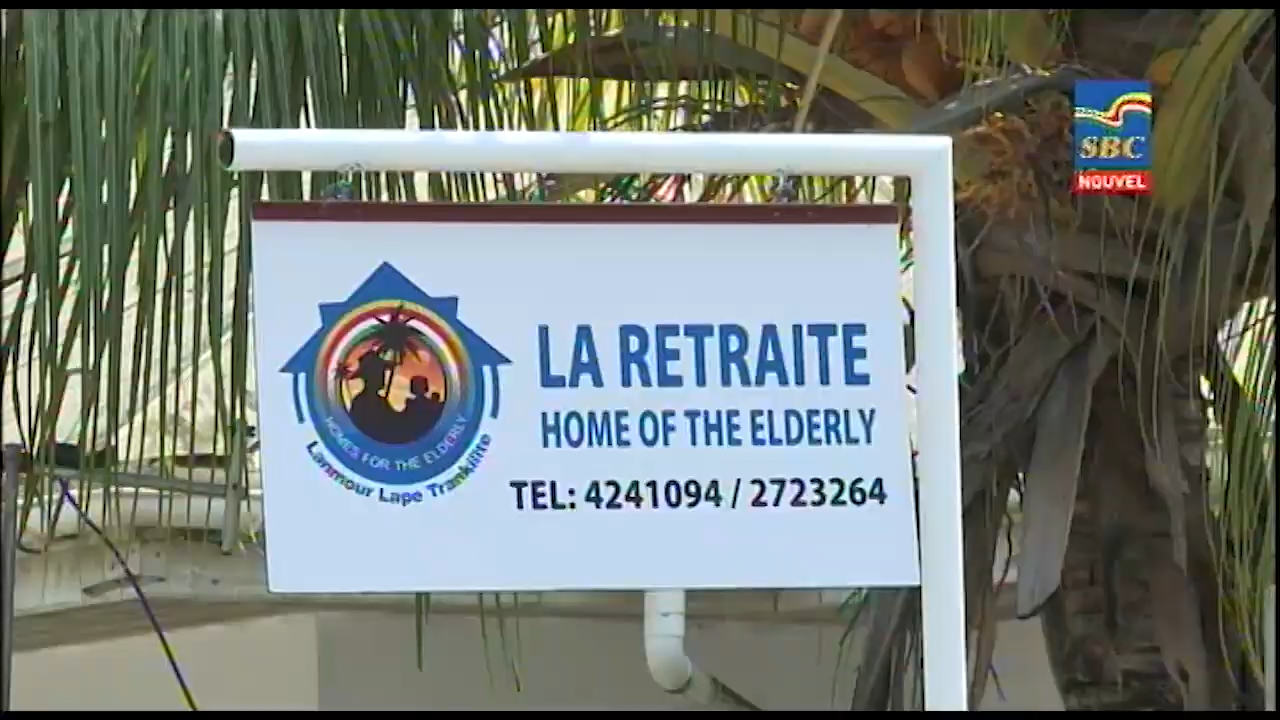 SBC
NOUVEL
LA RETRAITE
HOME OF THE ELDERLY
TEL: 4241094 / 2723264
HOMES FOR THE ELDERLY
Lanmour Lape Trankilite